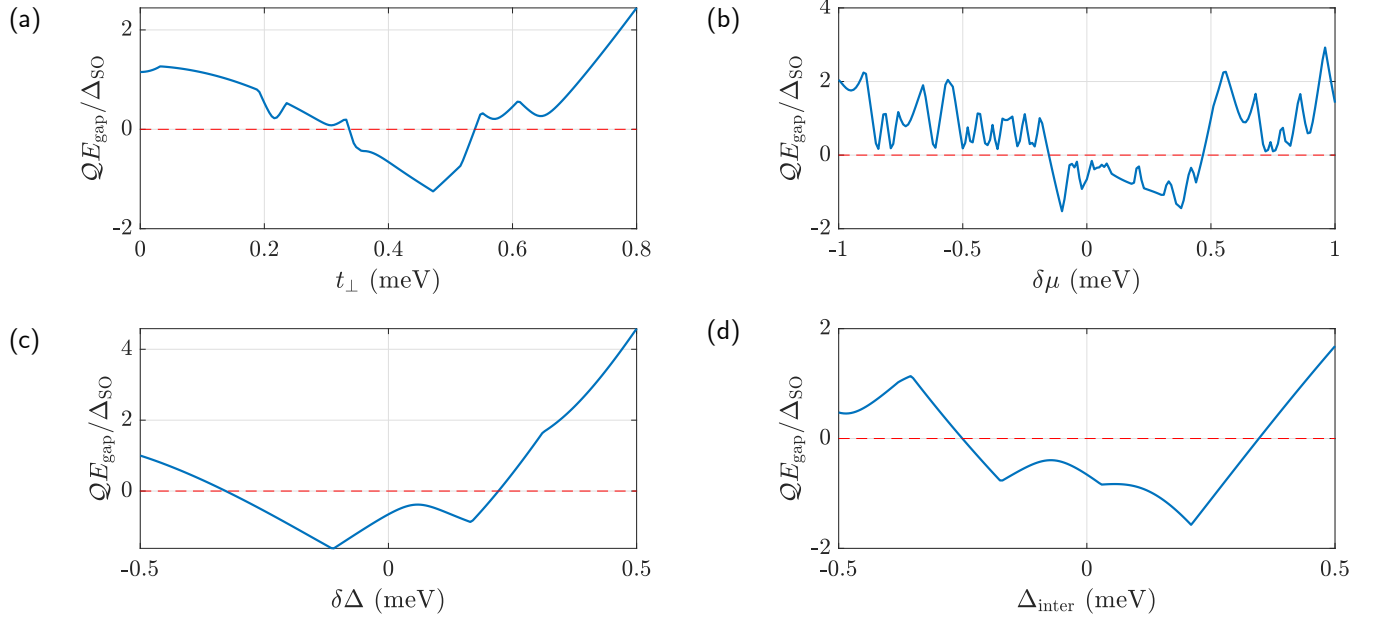 (a)
2
0
-2
0
0.2
0.4
0.6
0.8
t⊥ (meV)
𝒬E_gap/Δ_SO
(b)
4
2
0
-2
-1
-0.5
0
0.5
1
δμ (meV)
𝒬E_gap/Δ_SO
(c)
4
2
0
-0.5
0
0.5
δΔ (meV)
𝒬E_gap/Δ_SO
(d)
2
0
-2
-0.5
0
0.5
Δ_inter (meV)
𝒬E_gap/Δ_SO